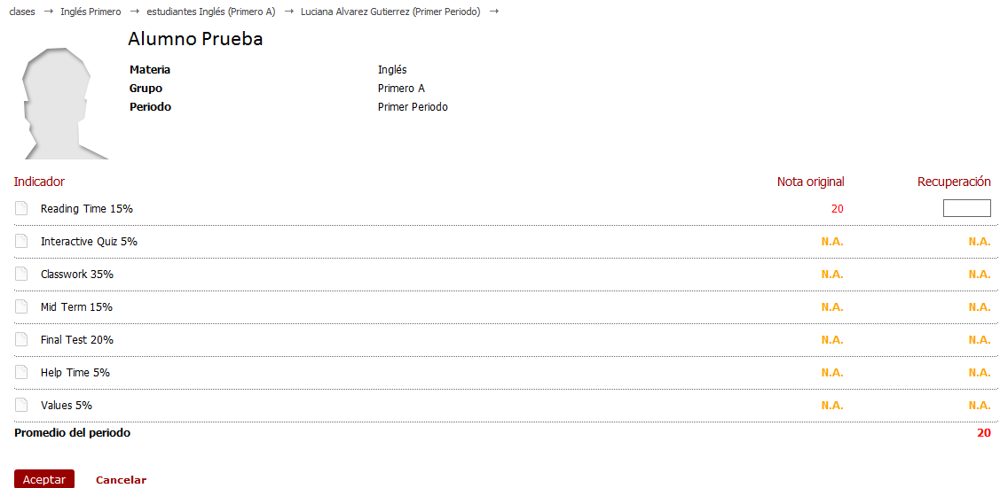 clases → Inglés Primero → estudiantes Inglés (Primero A) → Luciana Alvarez Gutierrez (Primer Periodo) →
Alumno Prueba
Materia Inglés
Grupo Primero A
Periodo Primer Periodo
Indicador Nota original Recuperación
Reading Time 15% 20
Interactive Quiz 5% N.A. N.A.
Classwork 35% N.A. N.A.
Mid Term 15% N.A. N.A.
Final Test 20% N.A. N.A.
Help Time 5% N.A. N.A.
Values 5% N.A. N.A.
Promedio del periodo 20
Aceptar Cancelar